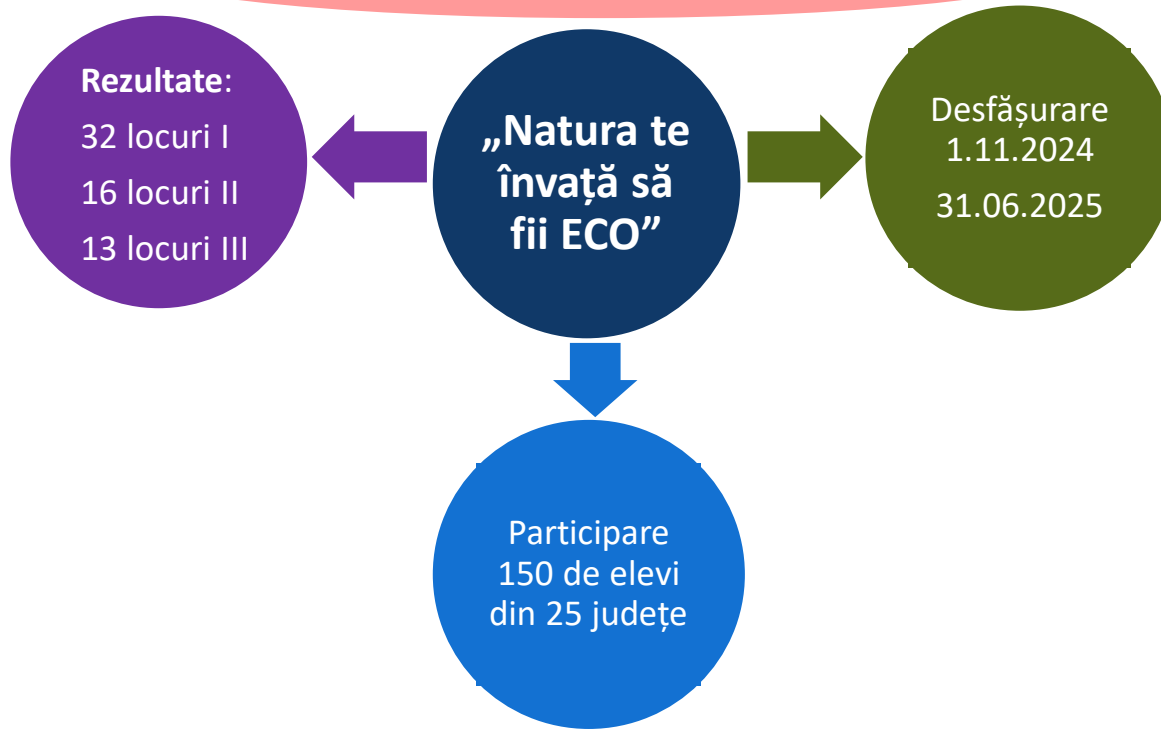 Rezultate:
32 locuri I
16 locuri II
13 locuri III
„Natura te
învață să
fii ECO”
Desfășurare
1.11.2024
31.06.2025
Participare
150 de elevi
din 25 județe